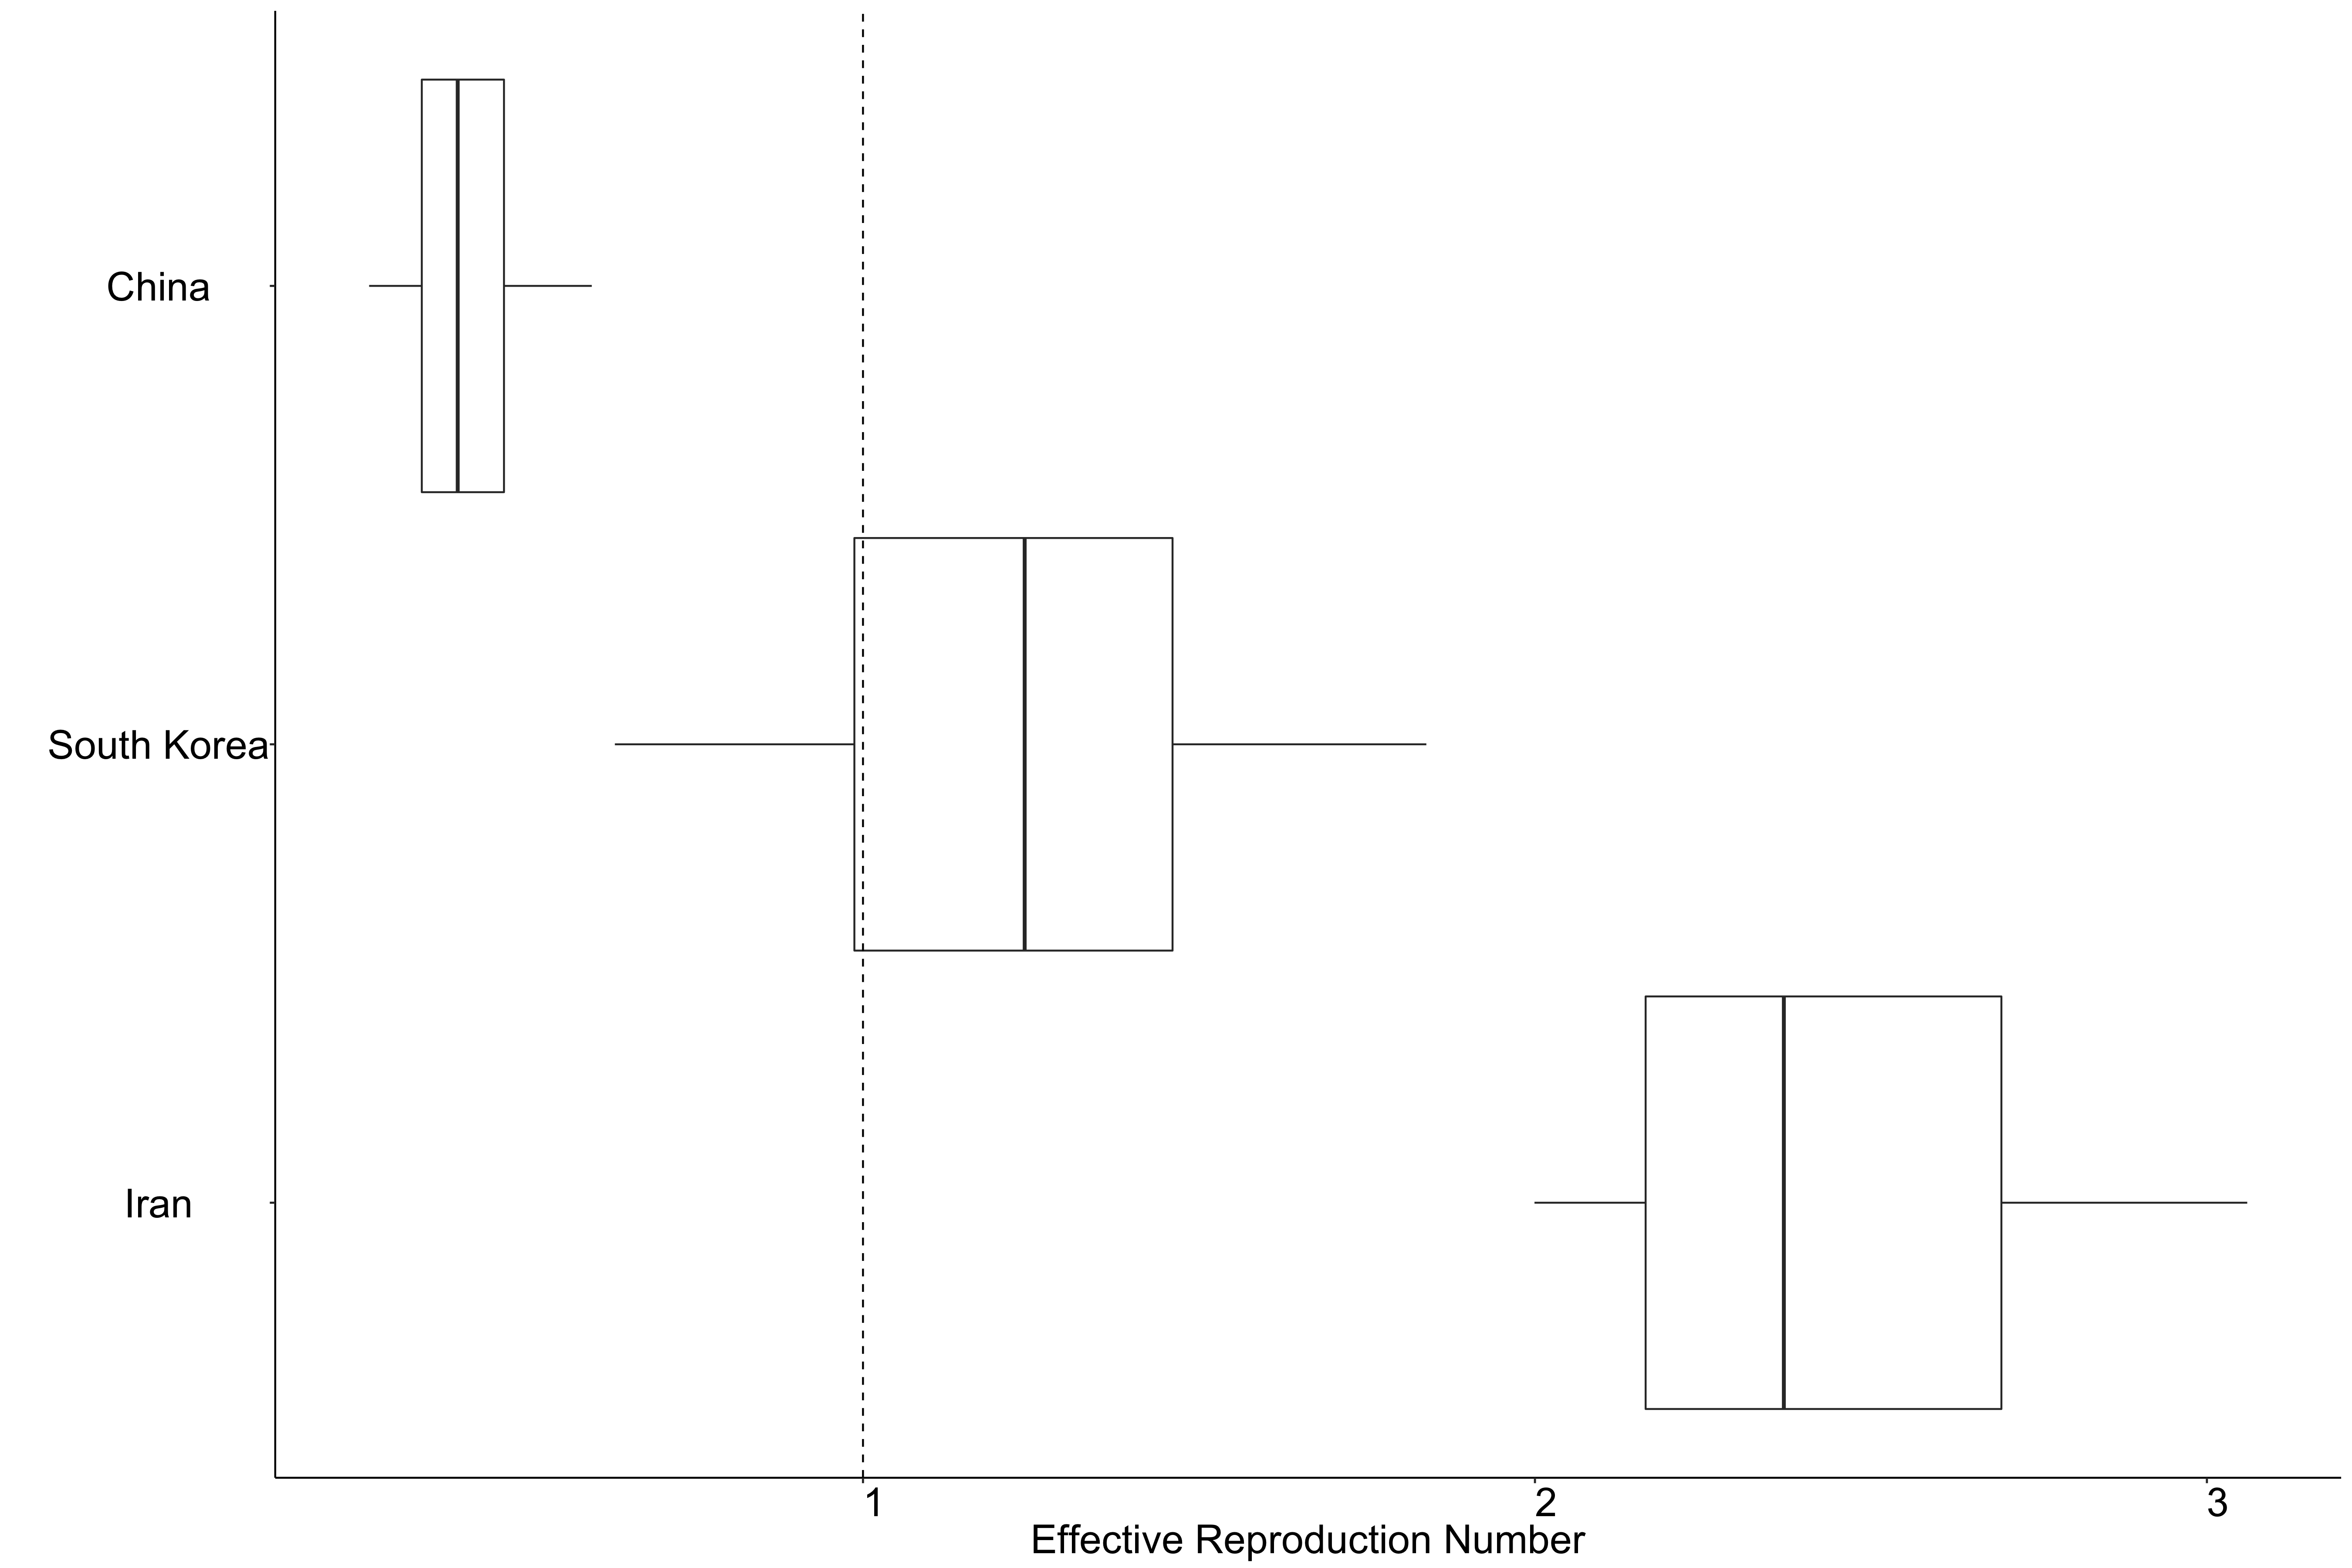 China
South Korea
Iran
1 2 3
Effective Reproduction Number